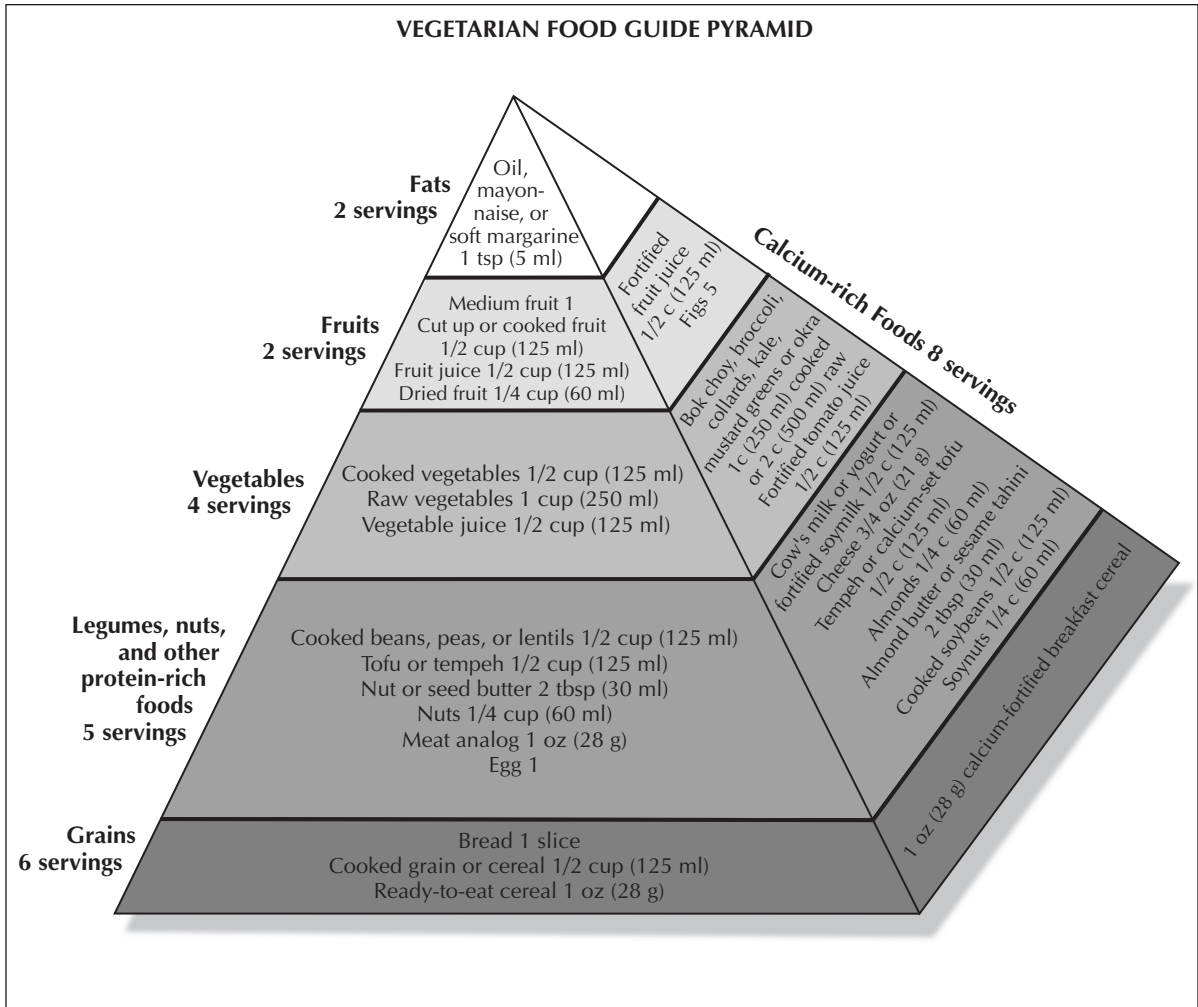 VEGETARIAN FOOD GUIDE PYRAMID
Fats
2 servings
Oil,
mayon-
naise, or
soft margarine
1 tsp (5 ml)
Fruits
2 servings
Medium fruit 1
Cut up or cooked fruit
1/2 cup (125 ml)
Fruit juice 1/2 cup (125 ml)
Dried fruit 1/4 cup (60 ml)
Vegetables
4 servings
Cooked vegetables 1/2 cup (125 ml)
Raw vegetables 1 cup (250 ml)
Vegetable juice 1/2 cup (125 ml)
Legumes, nuts,
and other
protein-rich
foods
5 servings
Cooked beans, peas, or lentils 1/2 cup (125 ml)
Tofu or tempeh 1/2 cup (125 ml)
Nut or seed butter 2 tbsp (30 ml)
Nuts 1/4 cup (60 ml)
Meat analog 1 oz (28 g)
Egg 1
Grains
6 servings
Bread 1 slice
Cooked grain or cereal 1/2 cup (125 ml)
Ready-to-eat cereal 1 oz (28 g)
Calcium-rich Foods 8 servings
Fortified
fruit juice
1/2 c (125 ml)
Figs 5
Bok choy, broccoli,
collards, kale,
mustard greens or okra
1c (250 ml) cooked
or 2 c (500 ml) raw
Fortified tomato juice
1/2 c (125 ml)
Cow's milk or yogurt or
fortified soymilk 1/2 c (125 ml)
Cheese 3/4 oz (21 g)
Tempeh or calcium-set tofu
1/2 c (125 ml)
Almonds 1/4 c (60 ml)
Almond butter or sesame tahini
2 tbsp (30 ml)
Cooked soybeans 1/2 c (125 ml)
Soynuts 1/4 c (60 ml)
1 oz (28 g) calcium-fortified breakfast cereal